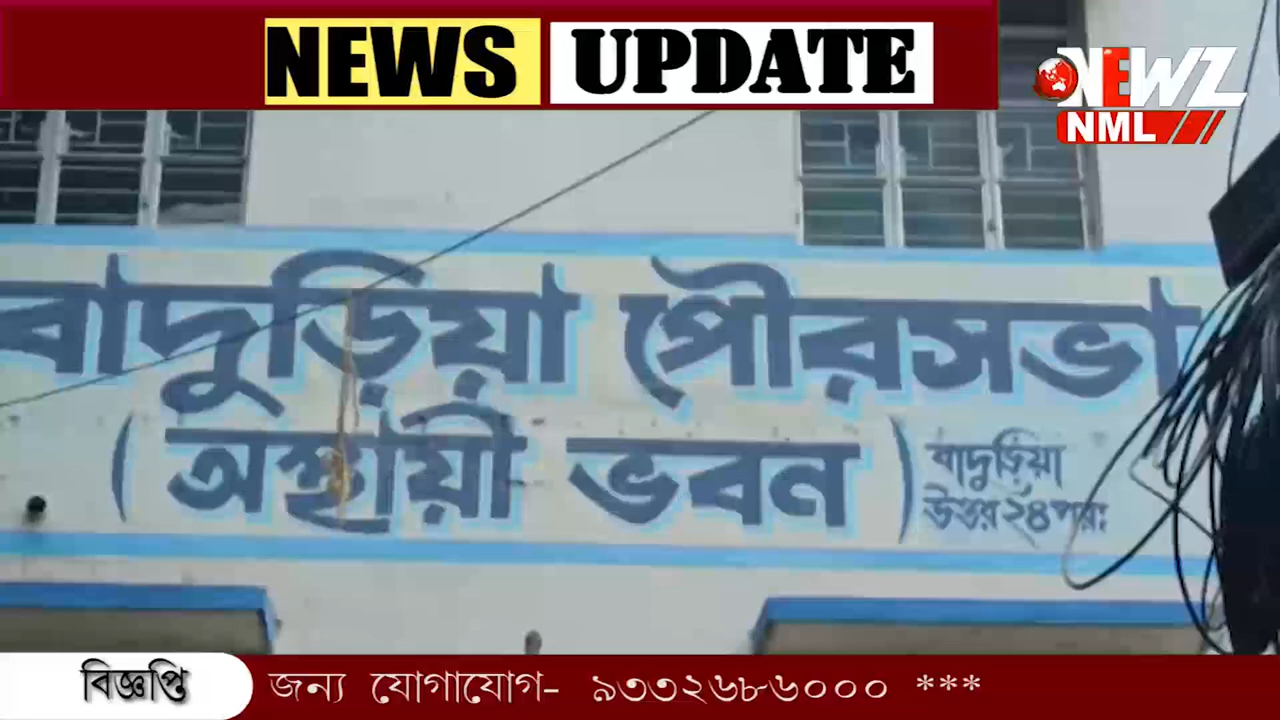 NEWS UPDATE
NEWZ
NML
বাদুড়িয়া পৌরসভা
(অস্থায়ী ভবন)
বাদুড়িয়া
উত্তর ২৪ পরঃ
বিজ্ঞপ্তি
জন্য যোগাযোগ- ৯৩৩২৬৮৬০০০ ***